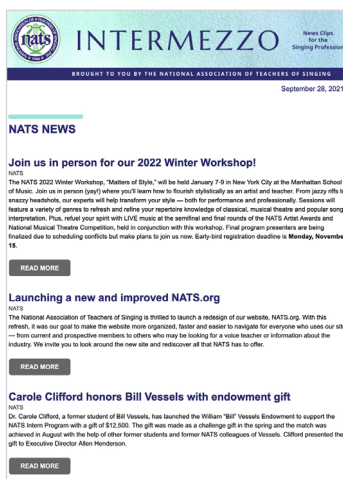 nats
INTERMEZZO
News Clips
for the
Singing Profession
BROUGHT TO YOU BY THE NATIONAL ASSOCIATION OF TEACHERS OF SINGING
September 28, 2021
NATS NEWS
Join us in person for our 2022 Winter Workshop!
NATS
The NATS 2022 Winter Workshop, "Matters of Style," will be held January 7-9 in New York City at the Manhattan School
of Music. Join us in person (yay!) where you'll learn how to flourish stylistically as an artist and teacher. From jazzy riffs t
snazzy headshots, our experts will help transform your style — both for performance and professionally. Sessions will
feature a variety of genres to refresh and refine your repertoire knowledge of classical, musical theatre and popular song
interpretation. Plus, refuel your spirit with LIVE music at the semifinal and final rounds of the NATS Artist Awards and
National Musical Theatre Competition, held in conjunction with this workshop. Final program presenters are being
finalized due to scheduling conflicts but make plans to join us now. Early-bird registration deadline is Monday, Novembe
15.
READ MORE
Launching a new and improved NATS.org
NATS
The National Association of Teachers of Singing is thrilled to launch a redesign of our website, NATS.org. With this
refresh, it was our goal to make the website more organized, faster and easier to navigate for everyone who uses our sit
— from current and prospective members to others who may be looking for a voice teacher or information about the
industry. We invite you to look around the new site and rediscover all that NATS has to offer.
READ MORE
Carole Clifford honors Bill Vessels with endowment gift
NATS
Dr. Carole Clifford, a former student of Bill Vessels, has launched the William "Bill" Vessels Endowment to support the
NATS Intern Program with a gift of $12,500. The gift was made as a challenge gift in the spring and the match was
achieved in August with the help of other former students and former NATS colleagues of Vessels. Clifford presented the
gift to Executive Director Allen Henderson.
READ MORE